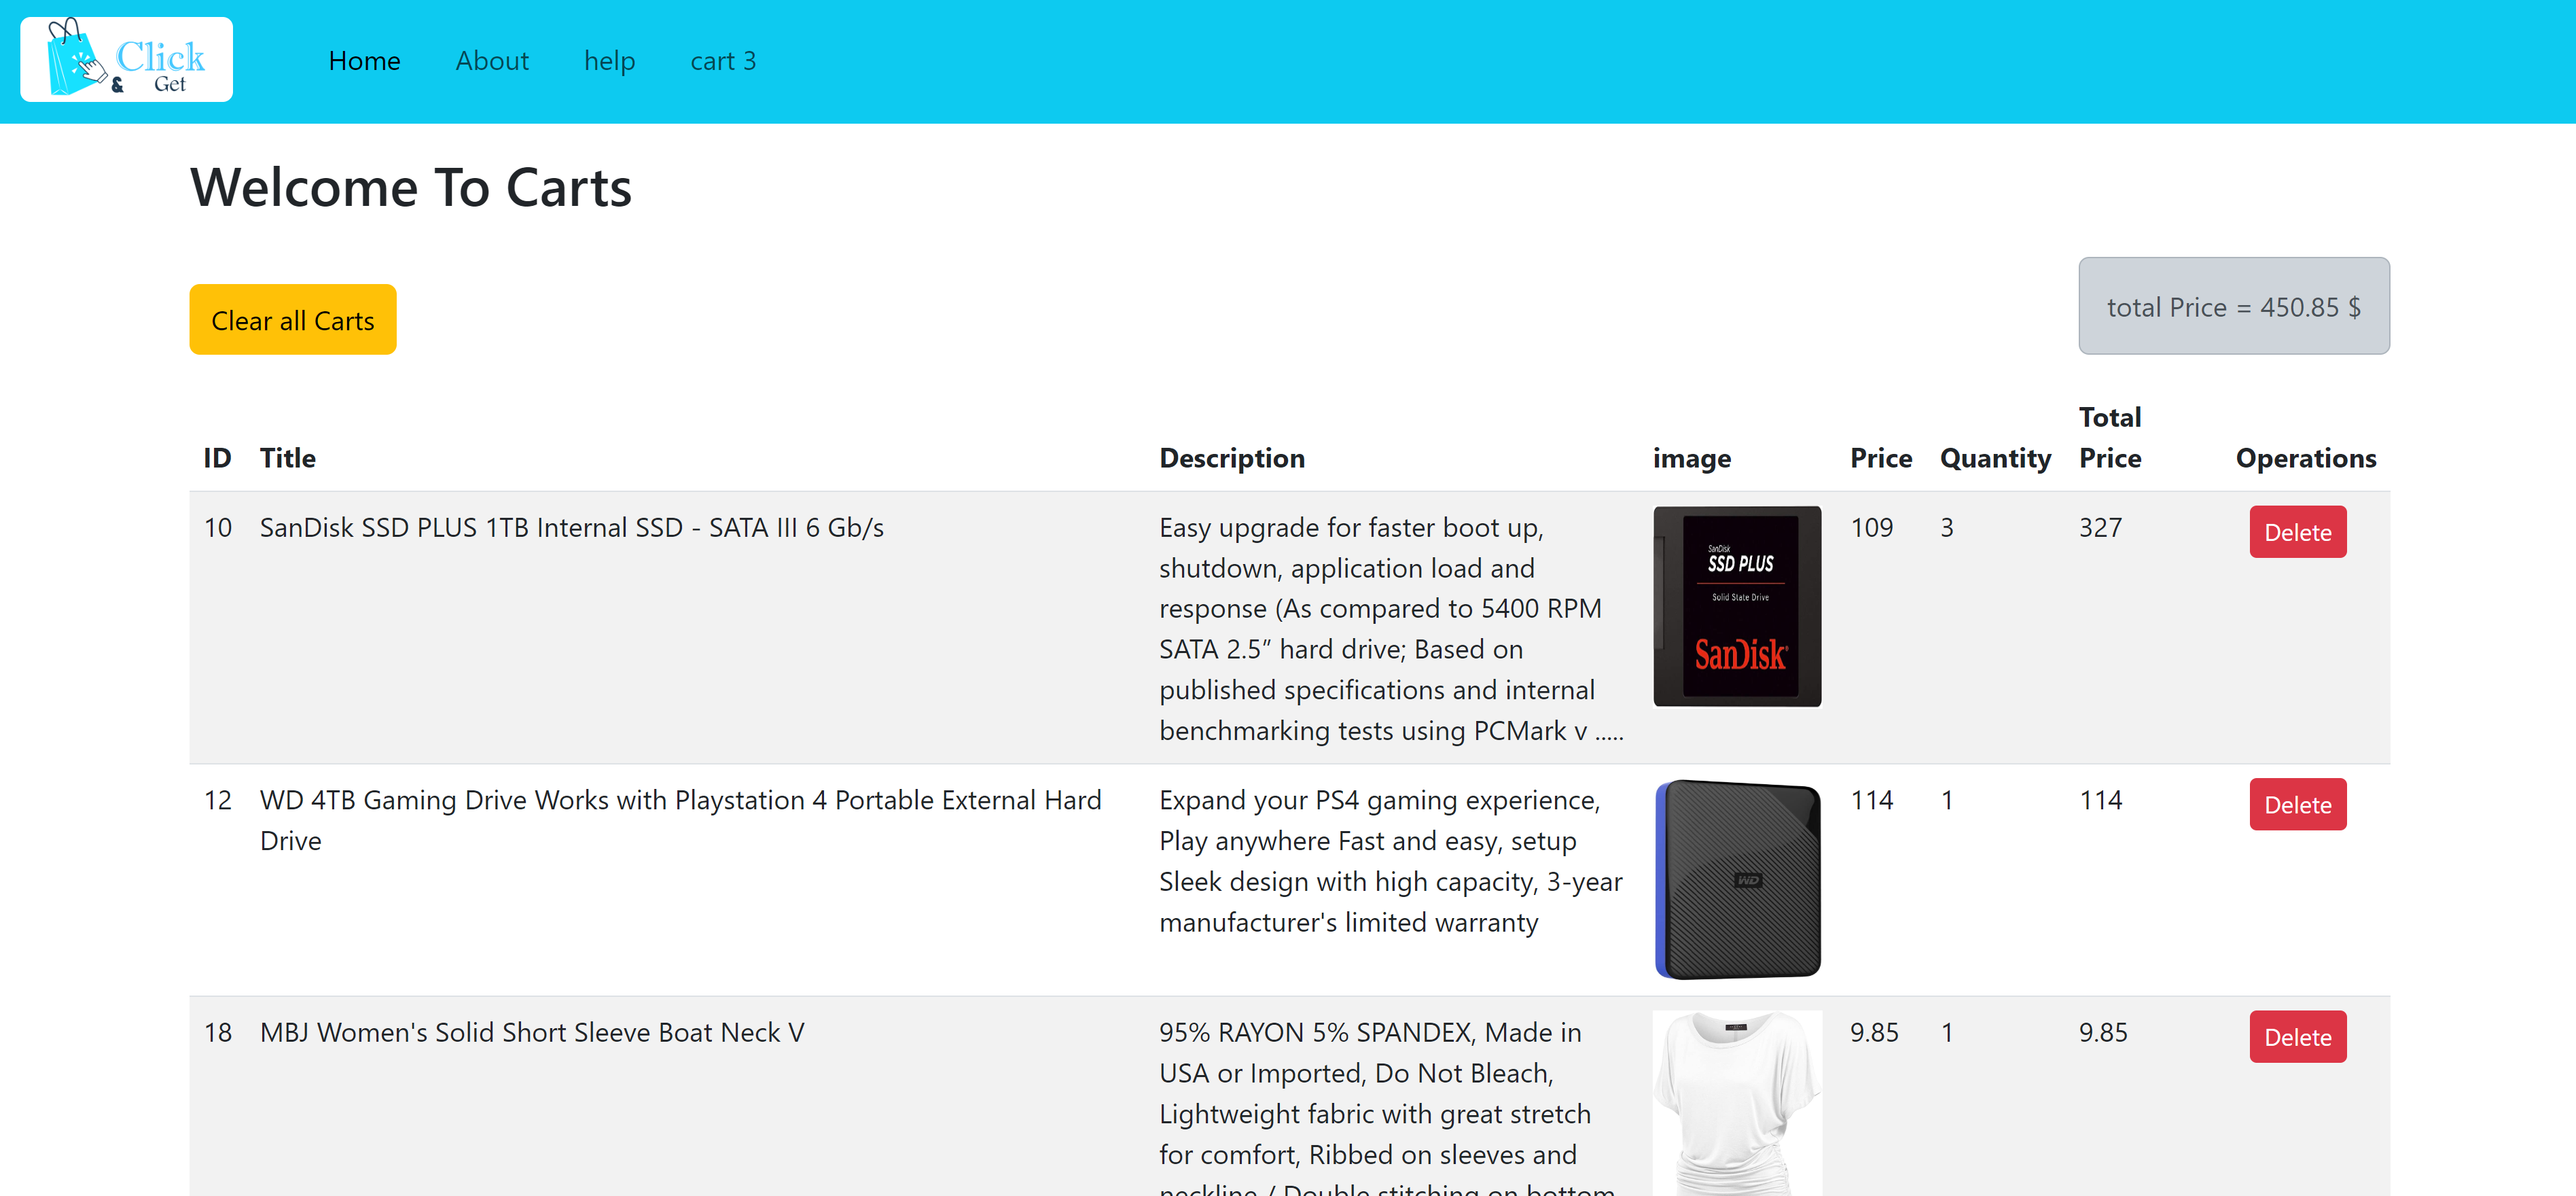 Click
& Get
Home About help cart 3
Welcome To Carts
Clear all Carts
total Price = 450.85 $
ID Title Description image Price Quantity Total Price Operations
10 SanDisk SSD PLUS 1TB Internal SSD - SATA III 6 Gb/s
Easy upgrade for faster boot up,
shutdown, application load and
response (As compared to 5400 RPM
SATA 2.5” hard drive; Based on
published specifications and internal
benchmarking tests using PCMark v .....
SanDisk
SSD PLUS
Solid State Drive
SanDisk
109 3 327 Delete
12 WD 4TB Gaming Drive Works with Playstation 4 Portable External Hard
Drive
Expand your PS4 gaming experience,
Play anywhere Fast and easy, setup
Sleek design with high capacity, 3-year
manufacturer's limited warranty
WD
114 1 114 Delete
18 MBJ Women's Solid Short Sleeve Boat Neck V
95% RAYON 5% SPANDEX, Made in
USA or Imported, Do Not Bleach,
Lightweight fabric with great stretch
for comfort, Ribbed on sleeves and
neckline / Double stitching on bottom
9.85 1 9.85 Delete